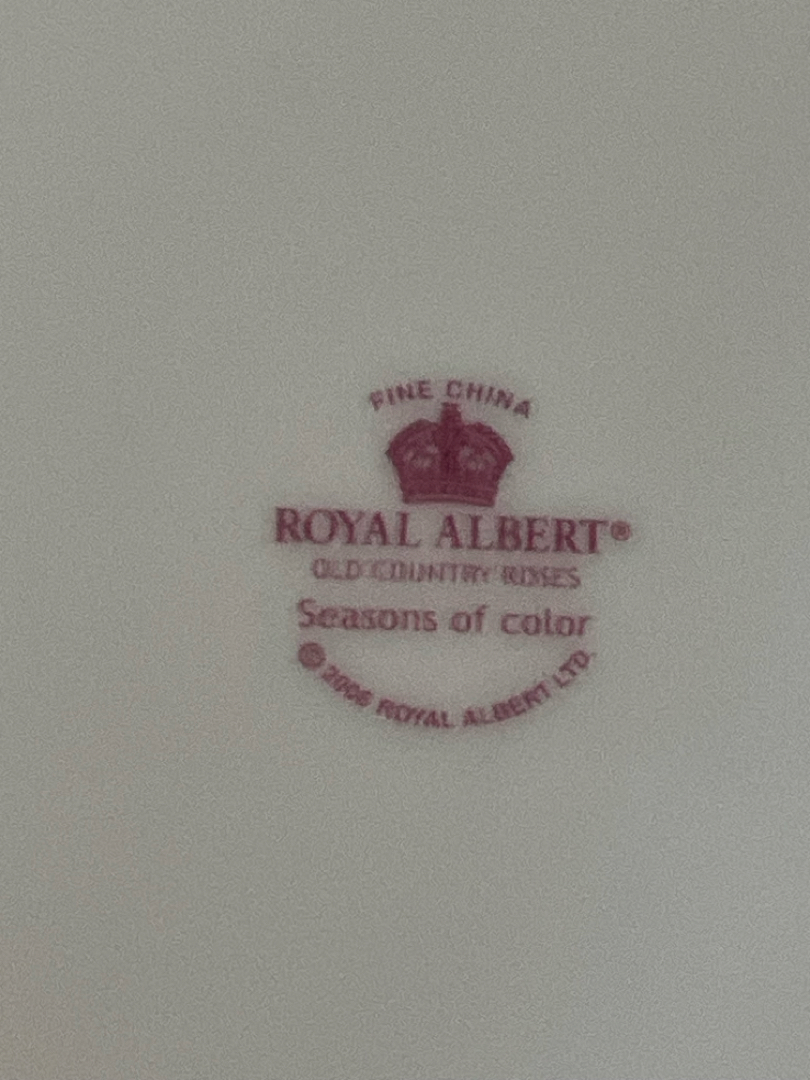 FINE CHINA
ROYAL ALBERT®
OLD COUNTRY ROSES
Seasons of color
© 2006 ROYAL ALBERT LTD.